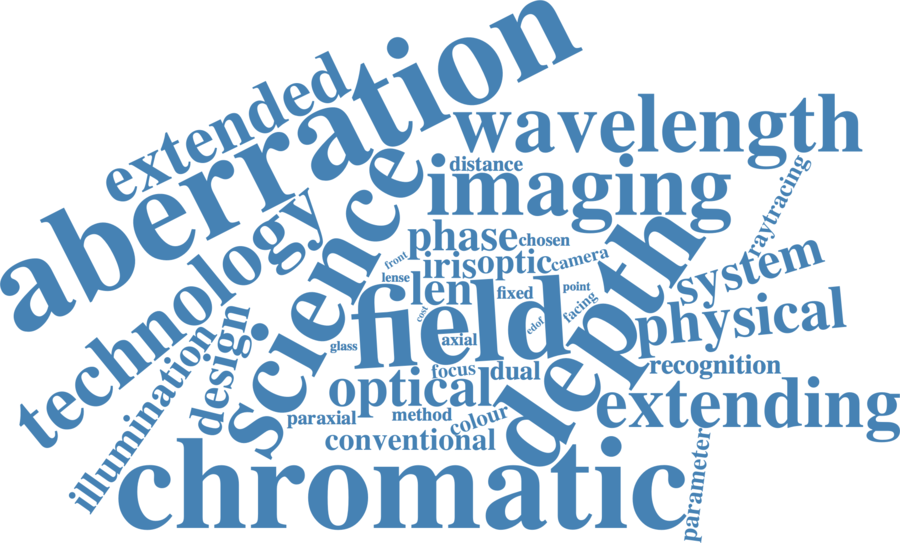 aberration
extended
wavelength
distance
imaging
science
technology
raytracing
phase
chosen
front
iris
optic
camera
depth
system
lense
len
fixed
point
field
cost
edof
facing
physical
design
glass
axial
illumination
focus
dual
recognition
optical
extending
paraxial
method
colour
conventional
chromatic
parameter